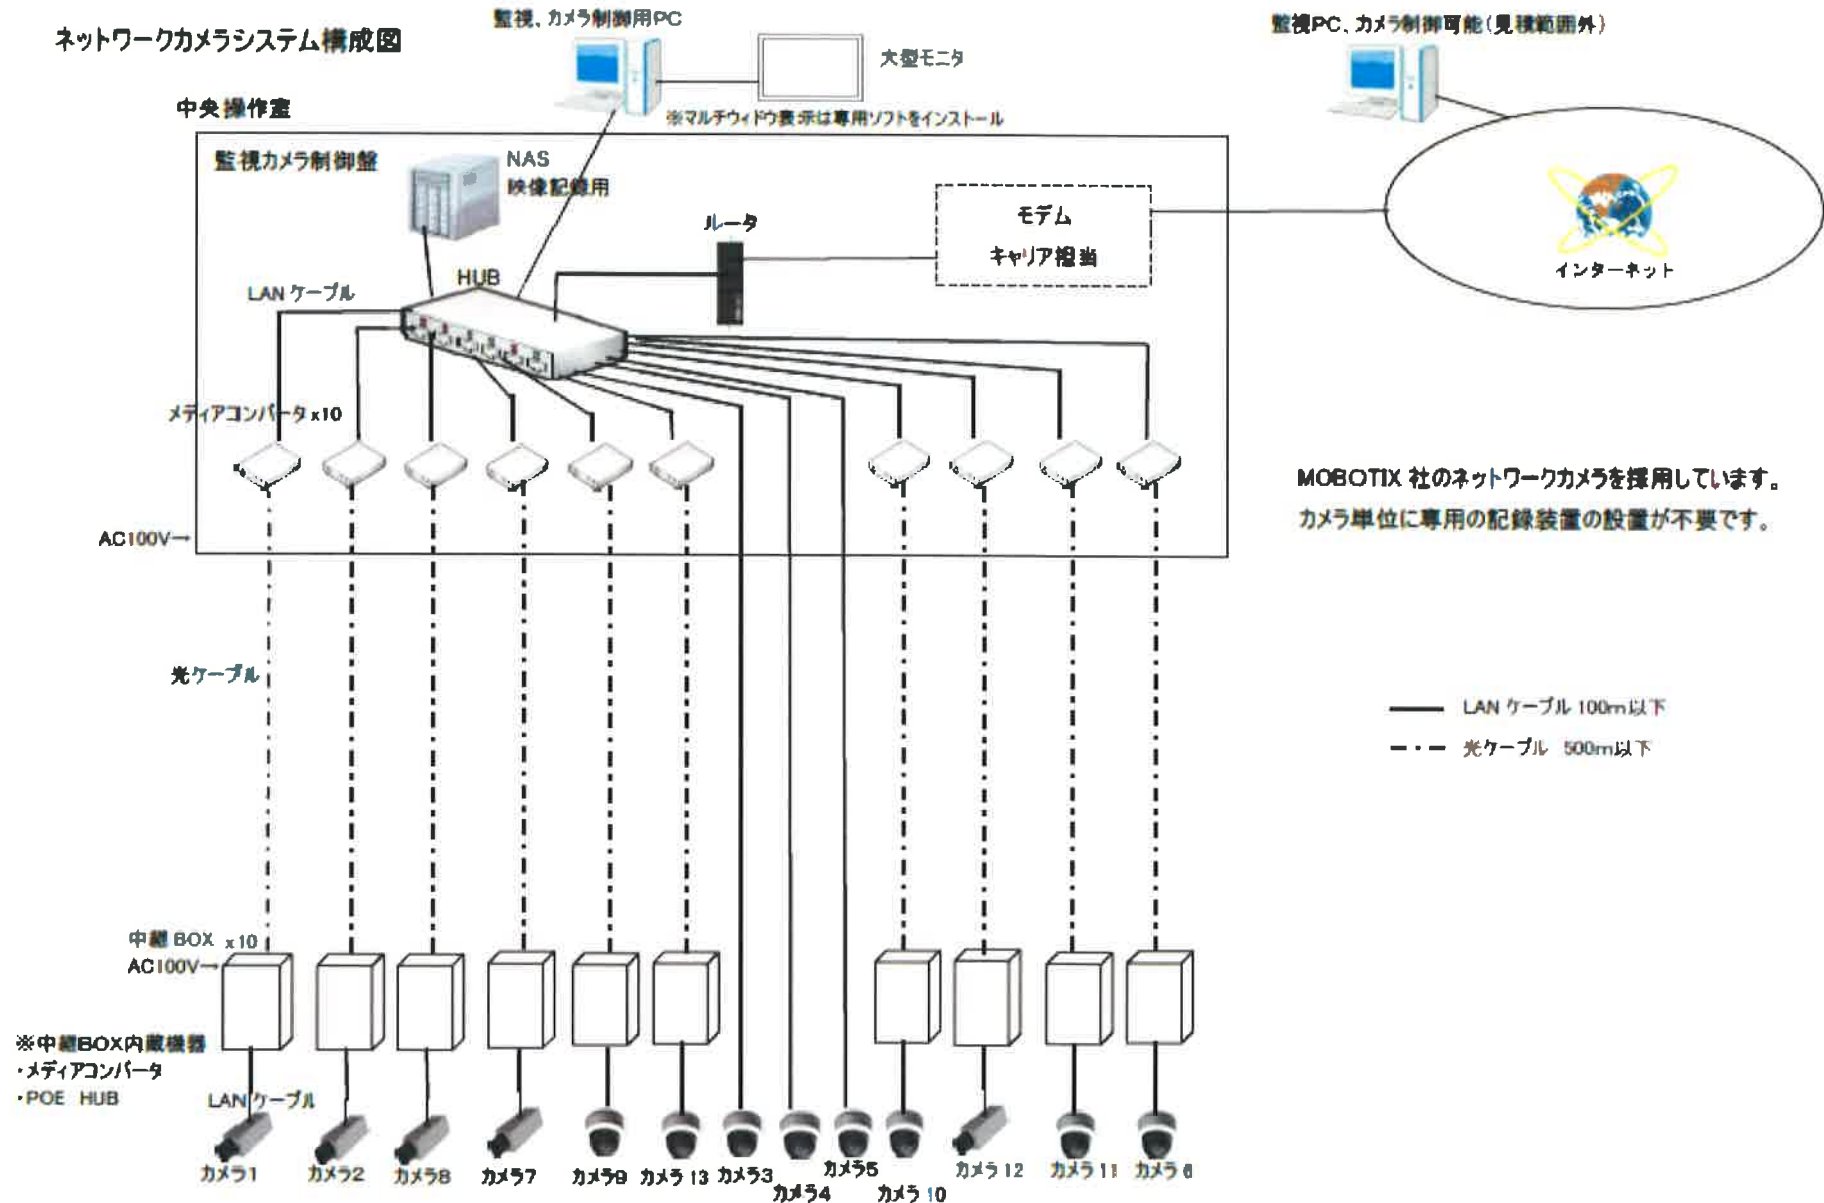 ネットワークカメラシステム構成図
監視、カメラ制御用PC
大型モニタ
※マルチウィドウ表示は専用ソフトをインストール
監視PC、カメラ制御可能(見積範囲外)
中央操作室
監視カメラ制御盤
NAS
映像記録用
ルータ
モデム
キャリア担当
インターネット
HUB
LAN ケーブル
メディアコンバータ x10
AC100V→
MOBOTIX 社のネットワークカメラを採用しています。
カメラ単位に専用の記録装置の設置が不要です。
光ケーブル
LAN ケーブル 100m以下
光ケーブル 500m以下
中継 BOX x10
AC100V→
※中継BOX内蔵機器
・メディアコンバータ
・POE HUB
LAN ケーブル
カメラ1
カメラ2
カメラ8
カメラ7
カメラ9
カメラ 13
カメラ3
カメラ4
カメラ5
カメラ 10
カメラ 12
カメラ 11
カメラ 6